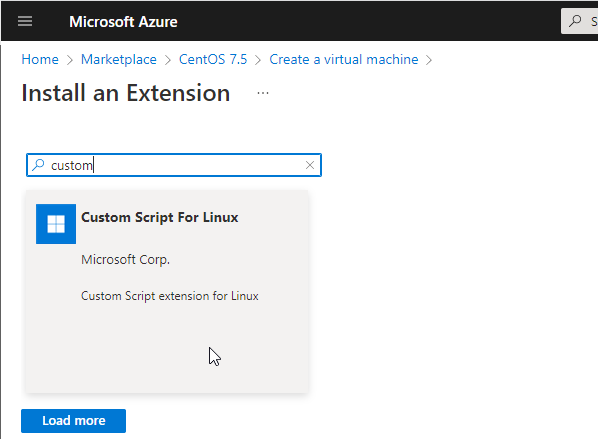 Microsoft Azure
S
Home > Marketplace > CentOS 7.5 > Create a virtual machine >
Install an Extension ...
custom
Custom Script For Linux
Microsoft Corp.
Custom Script extension for Linux
Load more